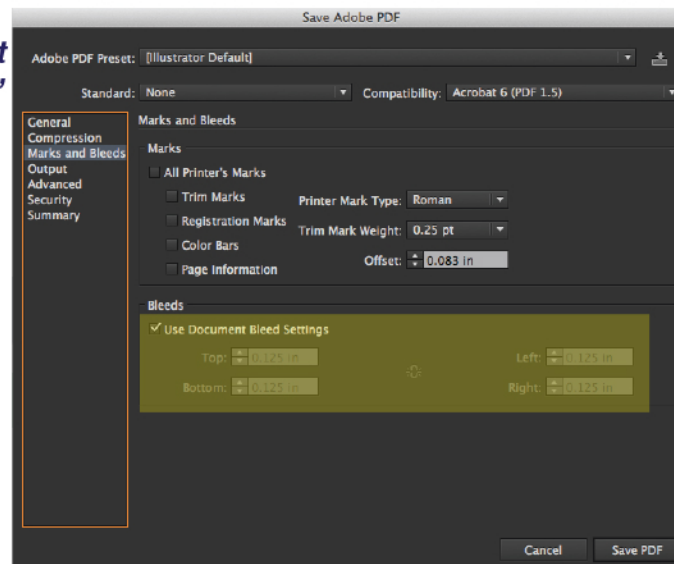 Save Adobe PDF
Adobe PDF Preset: [Illustrator Default]
Standard: None Compatibility: Acrobat 6 (PDF 1.5)
General
Compression
Marks and Bleeds
Output
Advanced
Security
Summary
Marks and Bleeds
Marks
All Printer's Marks
Trim Marks
Registration Marks
Color Bars
Page Information
Printer Mark Type: Roman
Trim Mark Weight: 0.25 pt
Offset: 0.083 in
Bleeds
Use Document Bleed Settings
Top: 0.125 in Left: 0.125 in
Bottom: 0.125 in Right: 0.125 in
Cancel Save PDF